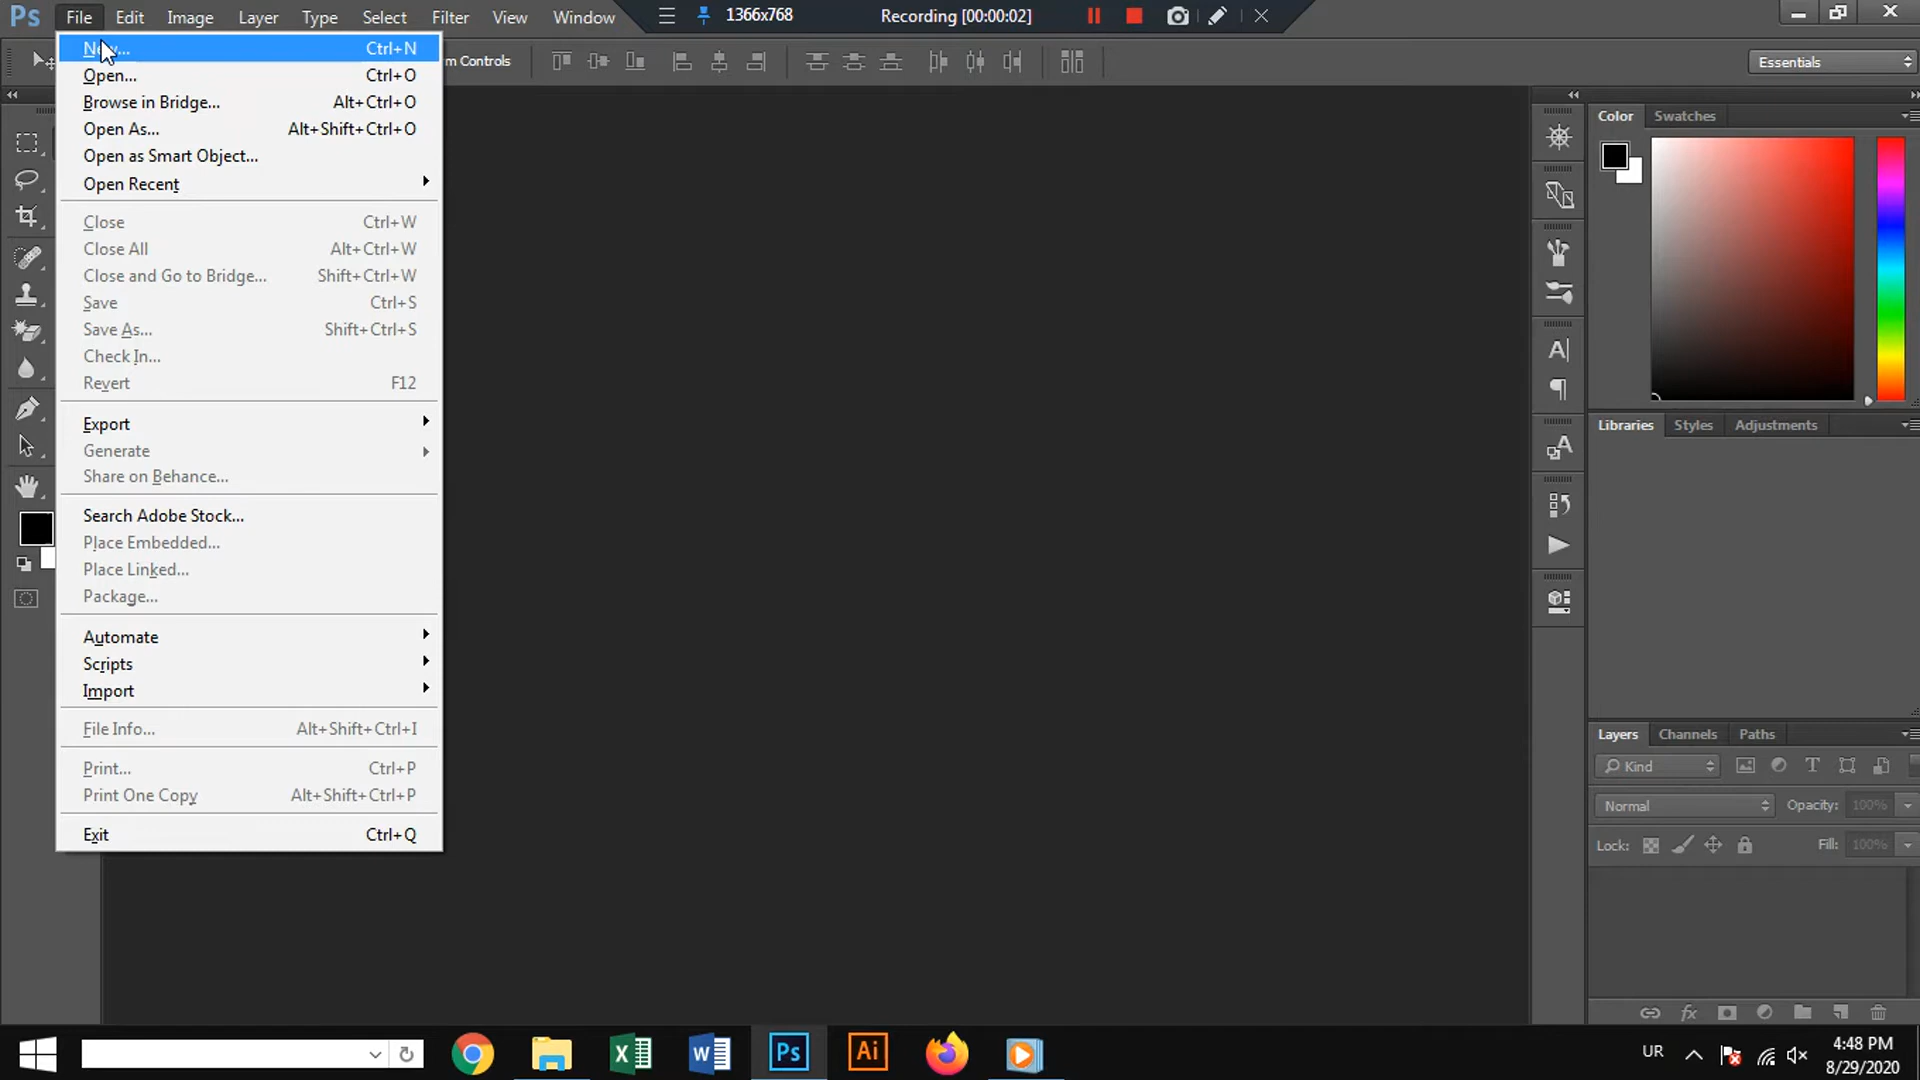 Ps File Edit Image Layer Type Select Filter View Window 1366x768 Recording [00:00:02]
New... Ctrl+N
m Controls
Essentials
Open... Ctrl+O
Browse in Bridge... Alt+Ctrl+O
Open As... Alt+Shift+Ctrl+O
Open as Smart Object...
Open Recent
Close Ctrl+W
Close All Alt+Ctrl+W
Close and Go to Bridge... Shift+Ctrl+W
Save Ctrl+S
Save As... Shift+Ctrl+S
Check In...
Revert F12
Export
Generate
Share on Behance...
Search Adobe Stock...
Place Embedded...
Place Linked...
Package...
Automate
Scripts
Import
File Info... Alt+Shift+Ctrl+I
Print... Ctrl+P
Print One Copy Alt+Shift+Ctrl+P
Exit Ctrl+Q
Color Swatches
Libraries Styles Adjustments
Layers Channels Paths
Kind
Normal Opacity: 100%
Lock: Fill: 100%
Ps Ai UR 4:48 PM
8/29/2020